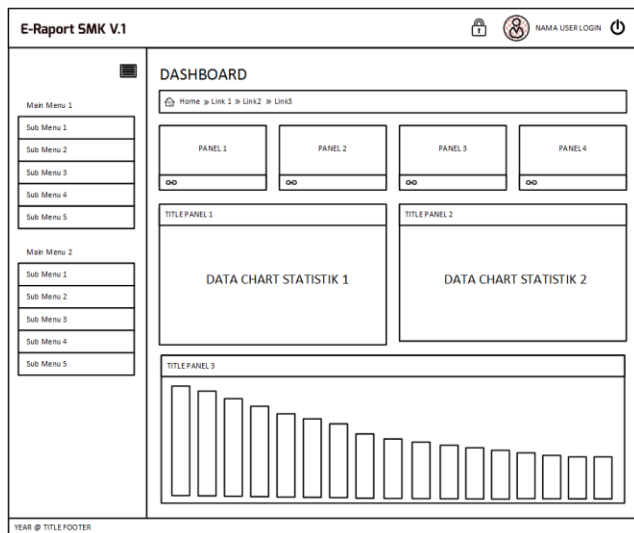 E-Raport SMK V.1
NAMA USER LOGIN
Main Menu 1
Sub Menu 1
Sub Menu 2
Sub Menu 3
Sub Menu 4
Sub Menu 5
Main Menu 2
Sub Menu 1
Sub Menu 2
Sub Menu 3
Sub Menu 4
Sub Menu 5
DASHBOARD
Home » Link 1 » Link2 » Link3
PANEL 1
PANEL 2
PANEL 3
PANEL4
TITLE PANEL 1
DATA CHART STATISTIK 1
TITLE PANEL 2
DATA CHART STATISTIK 2
TITLE PANEL 3
YEAR @ TITLE FOOTER